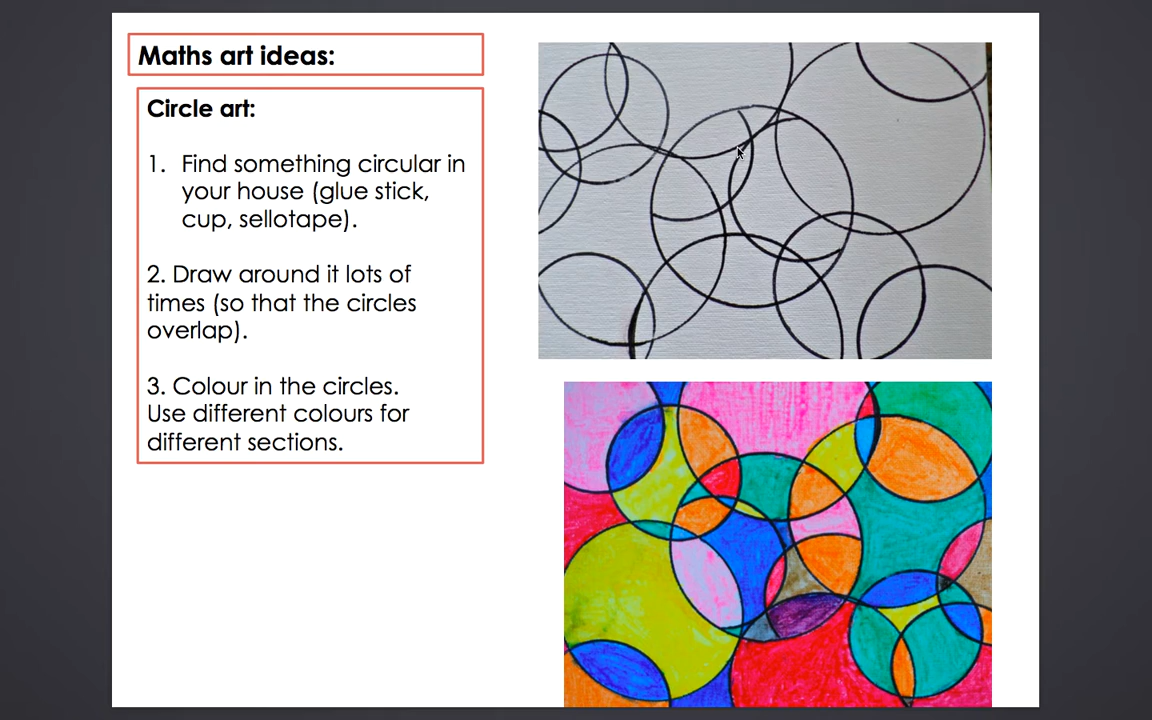 Maths art ideas:
Circle art:
1. Find something circular in
your house (glue stick,
cup, sellotape).
2. Draw around it lots of
times (so that the circles
overlap).
3. Colour in the circles.
Use different colours for
different sections.